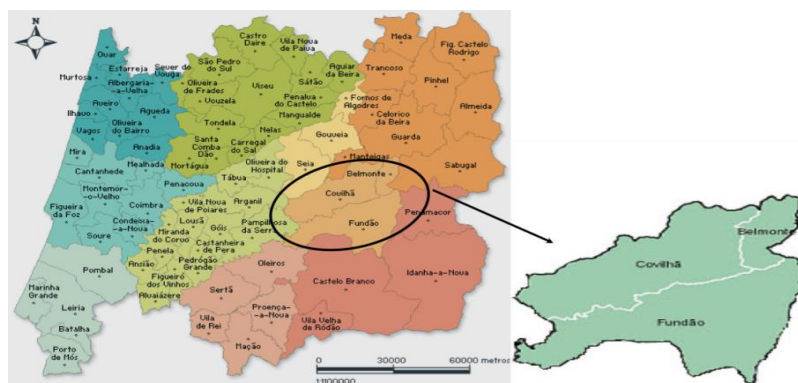 N
Castro
Daire
Vila Nova
de Paiva
Meda
Fig. Castelo
Rodrigo
Ovar
Estarreja
Sever do
Vouga
São Pedro
do Sul
Aguiar
da Beira
Trancoso
Pinhel
Murtosa
Albergaria
-a-Velha
Oliveira
de Frades
Viseu
Sátão
Penalva
do Castelo
Fornos de
Algodres
Almeida
Aveiro
Ílhavo
Águeda
Vouzela
Mangualde
Celorico
da Beira
Vagos
Oliveira
do Bairro
Tondela
Nelas
Gouveia
Guarda
Anadia
Santa
Comba
Dão
Carregal
do Sal
Mira
Mealhada
Mortágua
Oliveira do
Hospital
Seia
Manteigas
Sabugal
Cantanhede
Penacova
Tábua
Belmonte
Montemor-
o-Velho
Coimbra
Vila Nova
de Poiares
Arganil
Covilhã
Figueira
da Foz
Condeixa-
a-Nova
Lousã
Góis
Pampilhosa
da Serra
Fundão
Penamacor
Soure
Miranda
do Corvo
Penela
Castanheira
de Pera
Pombal
Ansião
Pedrógão
Grande
Oleiros
Idanha-a-Nova
Figueiró
dos Vinhos
Alvaiázere
Castelo Branco
Marinha
Grande
Sertã
Leiria
Proença-
-a-Nova
Batalha
Vila
de Rei
Vila Velha
de Ródão
Porto
de Mós
Mação
0 30000 60000 metros
1:1100000
Belmonte
Covilhã
Fundão